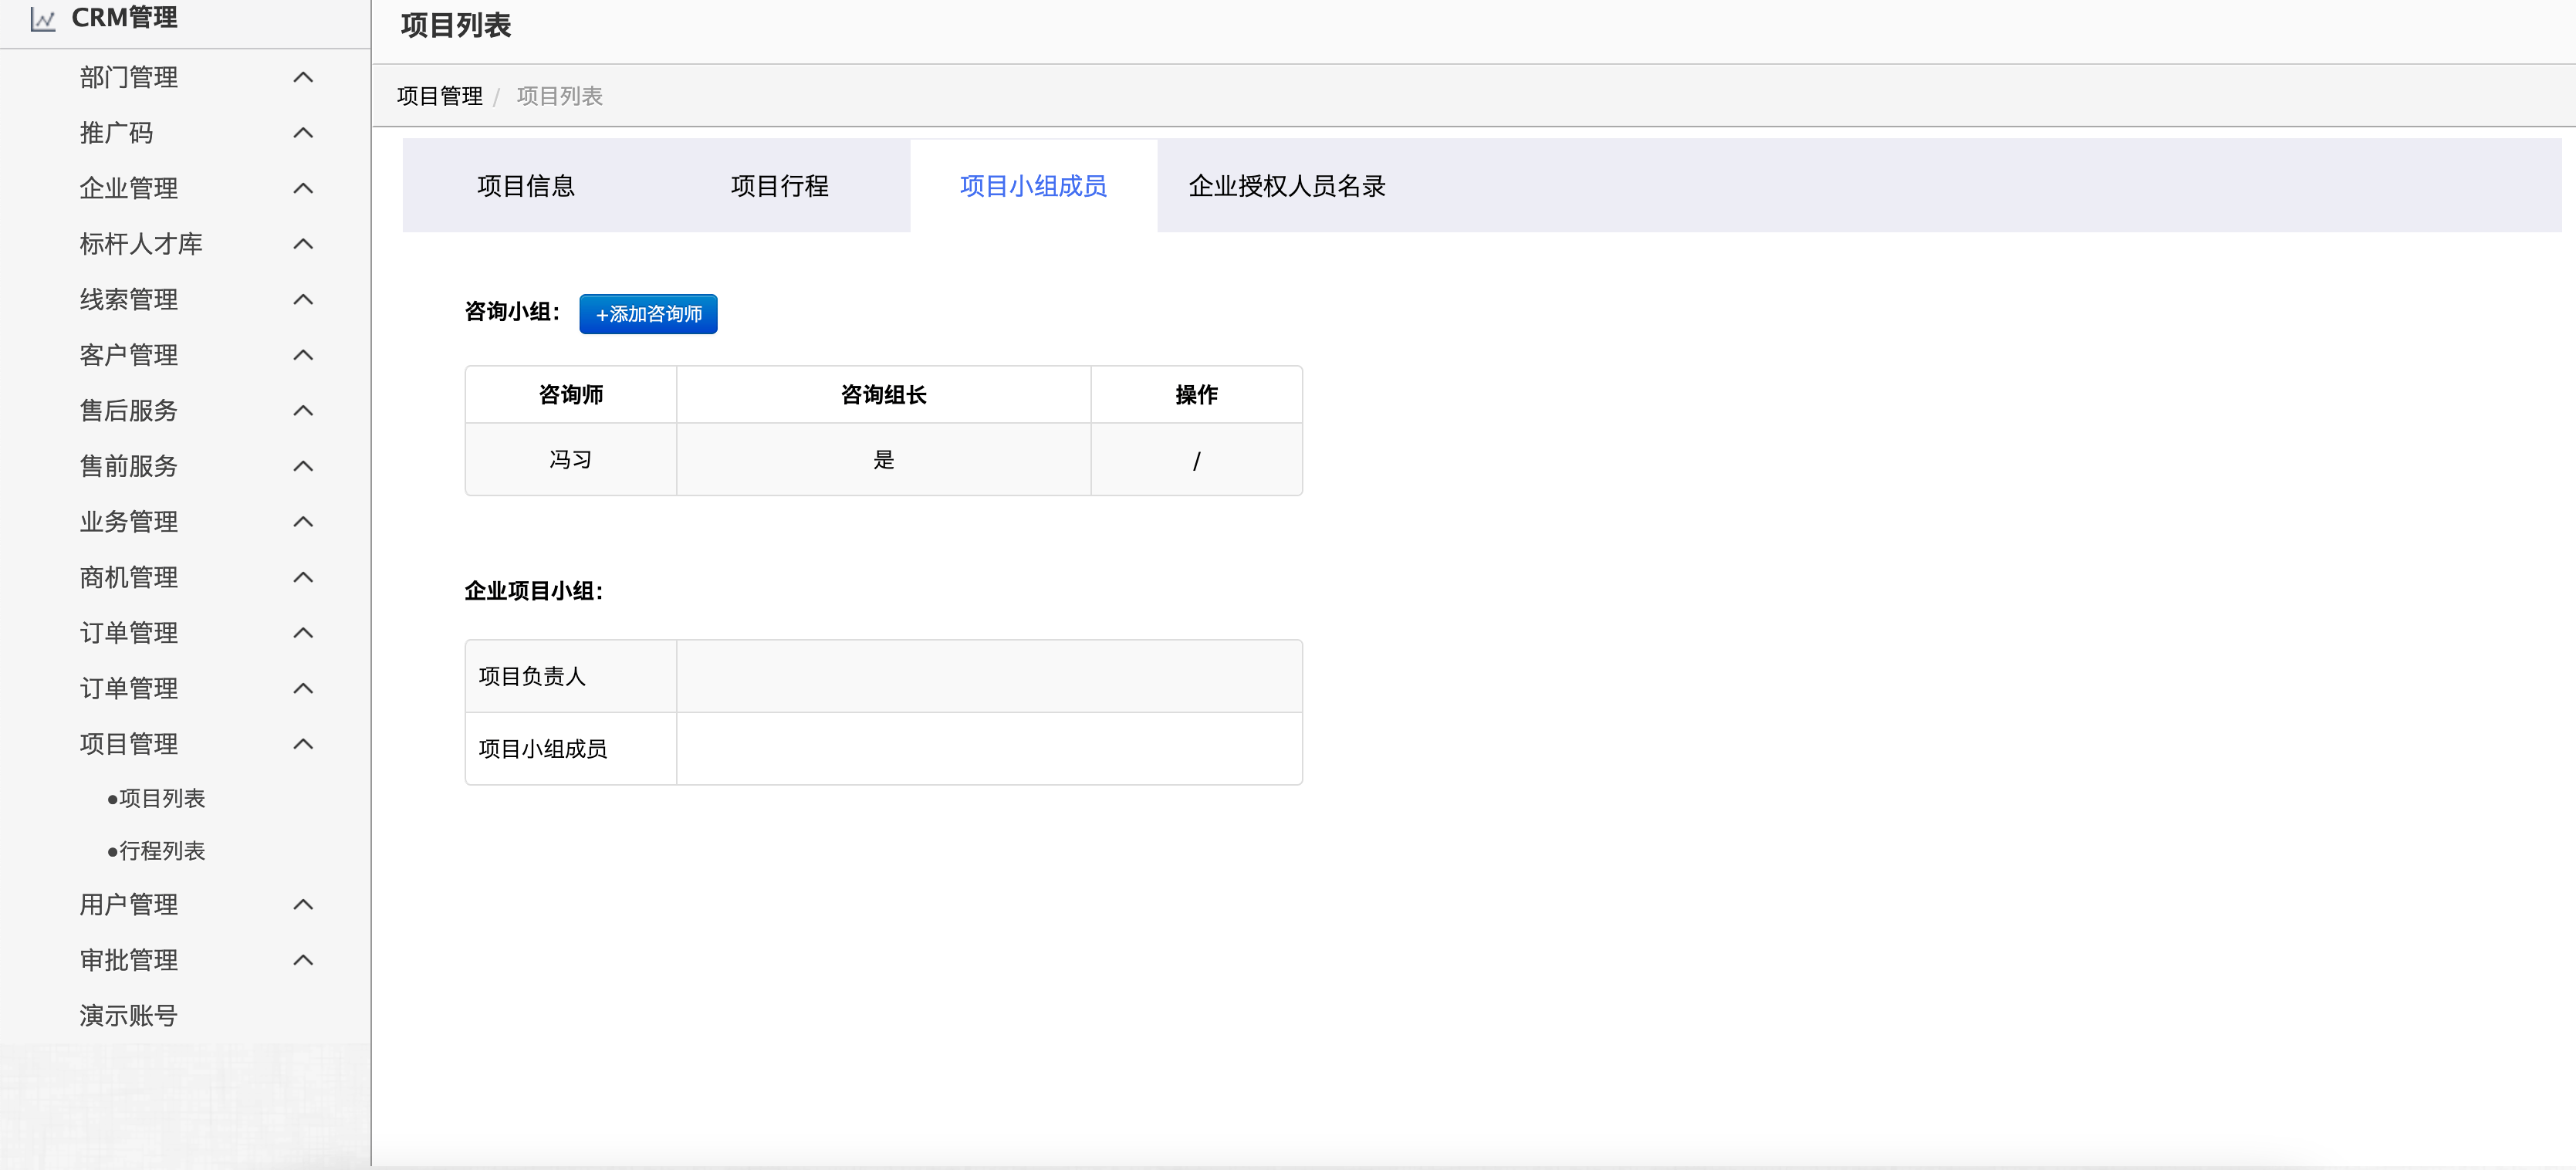 CRM管理
部门管理
推广码
企业管理
标杆人才库
线索管理
客户管理
售后服务
售前服务
业务管理
商机管理
订单管理
订单管理
项目管理
●项目列表
●行程列表
用户管理
审批管理
演示账号
项目列表
项目管理 / 项目列表
项目信息 项目行程 项目小组成员 企业授权人员名录
咨询小组： +添加咨询师
咨询师 咨询组长 操作
冯习 是 /
企业项目小组：
项目负责人
项目小组成员